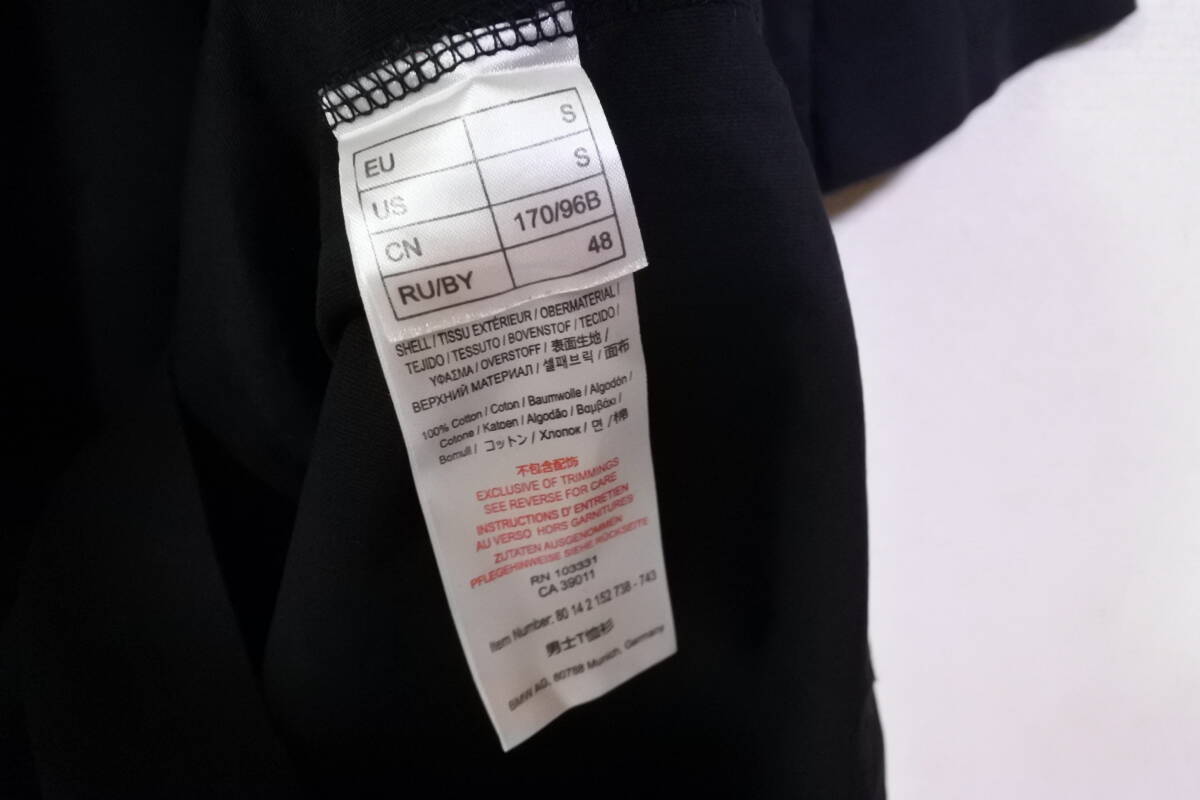 EU S
US S
CN 170/96B
RU/BY 48
SHELL / TISSU EXTÉRIEUR / OBERMATERIAL /
TEJIDO / TESSUTO / BOVENSTOF / TECIDO /
ΥΦΑΣΜΑ / OVERSTOFF / 表面生地 /
ВЕРХНИЙ МАТЕРИАЛ / 셀패브릭 / 面布
100% Cotton / Coton / Baumwolle / Algodón /
Cotone / Katoen / Algodão / Βαμβάκι /
Bomull / コットン / Хлопок / 면 / 棉
不包含配饰
EXCLUSIVE OF TRIMMINGS
SEE REVERSE FOR CARE
INSTRUCTIONS D' ENTRETIEN
AU VERSO HORS GARNITURES
ZUTATEN AUSGENOMMEN
PFLEGEHINWEISE SIEHE RÜCKSEITE
RN 103331
CA 39011
Item Number: 80 14 2 152 738 - 743
男士T恤衫
BMW AG, 80788 Munich, Germany